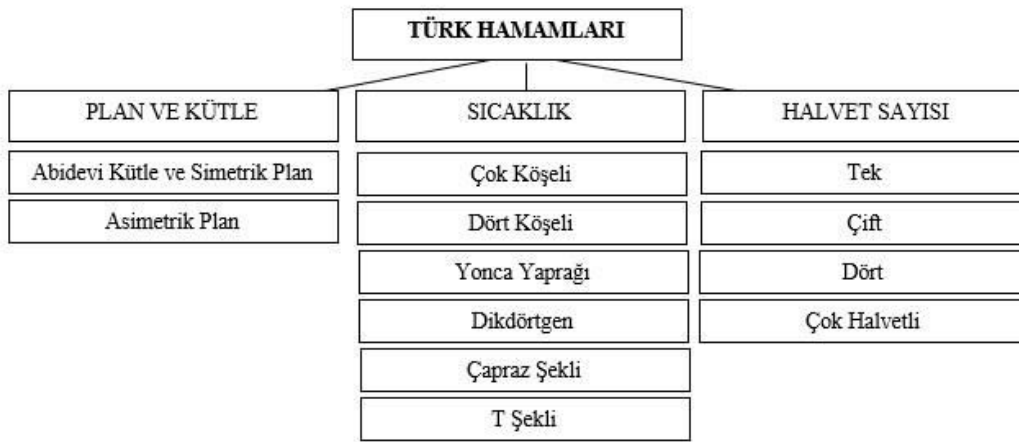 TÜRK HAMAMLARI
PLAN VE KÜTLE
Abidevi Kütle ve Simetrik Plan
Asimetrik Plan
SICAKLIK
Çok Köşeli
Dört Köşeli
Yonca Yaprağı
Dikdörtgen
Çapraz Şekli
T Şekli
HALVET SAYISI
Tek
Çift
Dört
Çok Halvetli